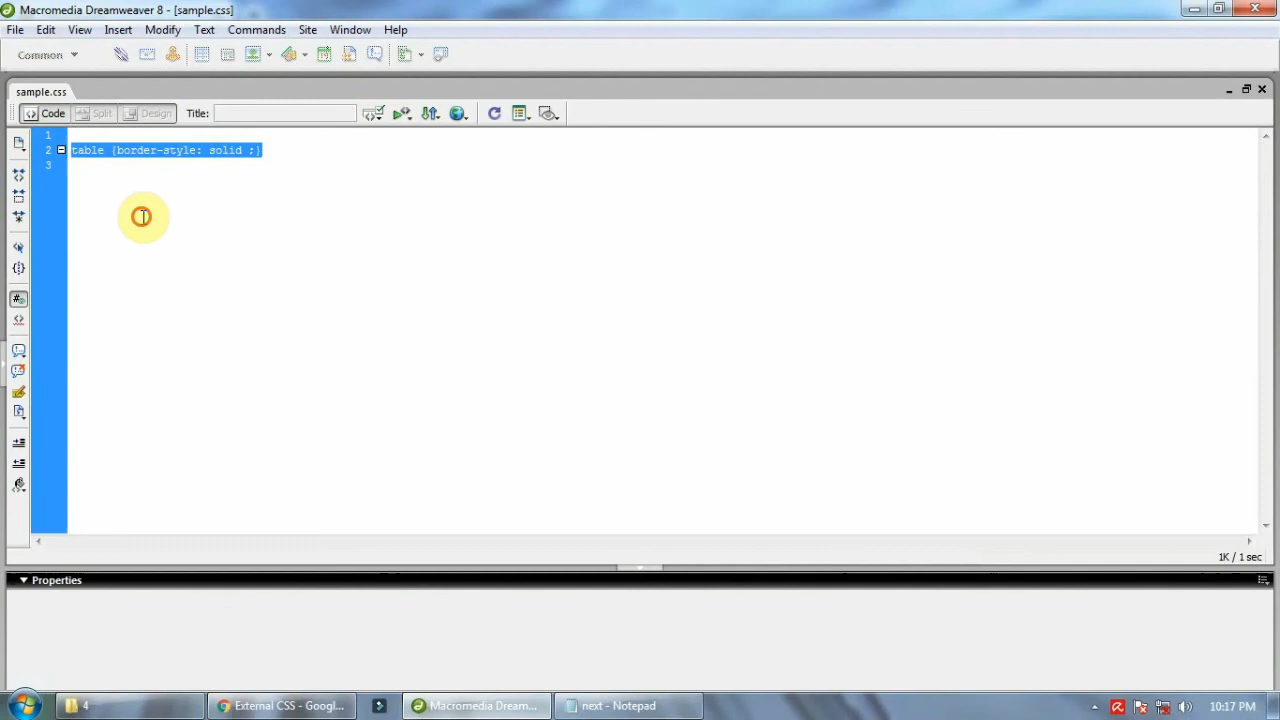 Macromedia Dreamweaver 8 - [sample.css]
File Edit View Insert Modify Text Commands Site Window Help
Common
sample.css
Code Split Design Title:
1
2 table {border-style: solid ;}
3
1K / 1 sec
Properties
4 External CSS - Googl... Macromedia Dream... next - Notepad 10:17 PM